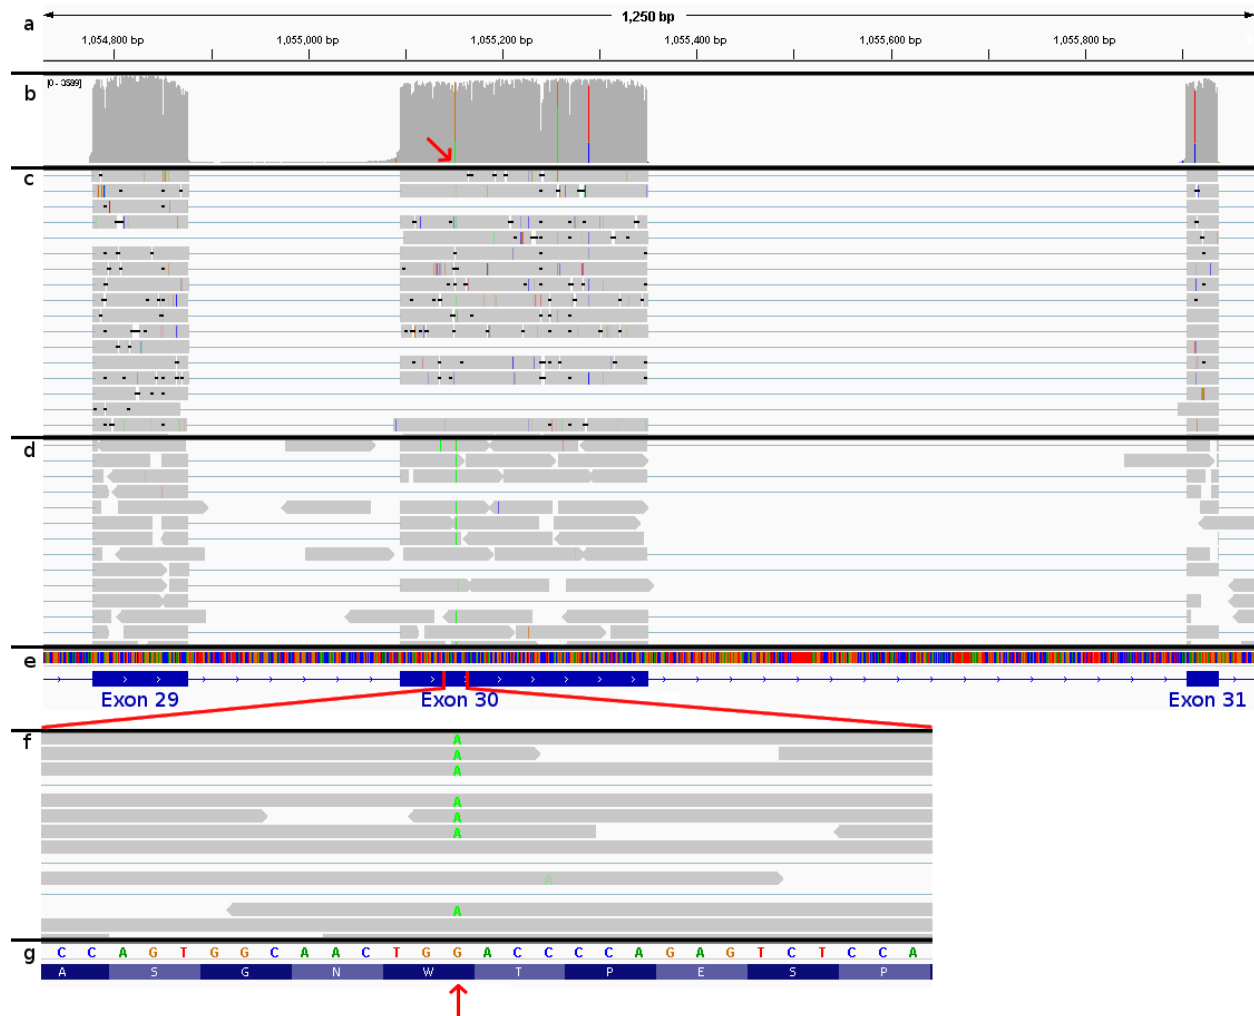 a
1,250 bp
1,054,800 bp 1,055,000 bp 1,055,200 bp 1,055,400 bp 1,055,600 bp 1,055,800 bp
b
[0 - 3589]
c
d
e
Exon 29 Exon 30 Exon 31
f
A
A
A
A
A
A
A
A
g
C C A G T G G C A A C T G G A C C C C A G A G T C T C C A
A S G N W T P E S P